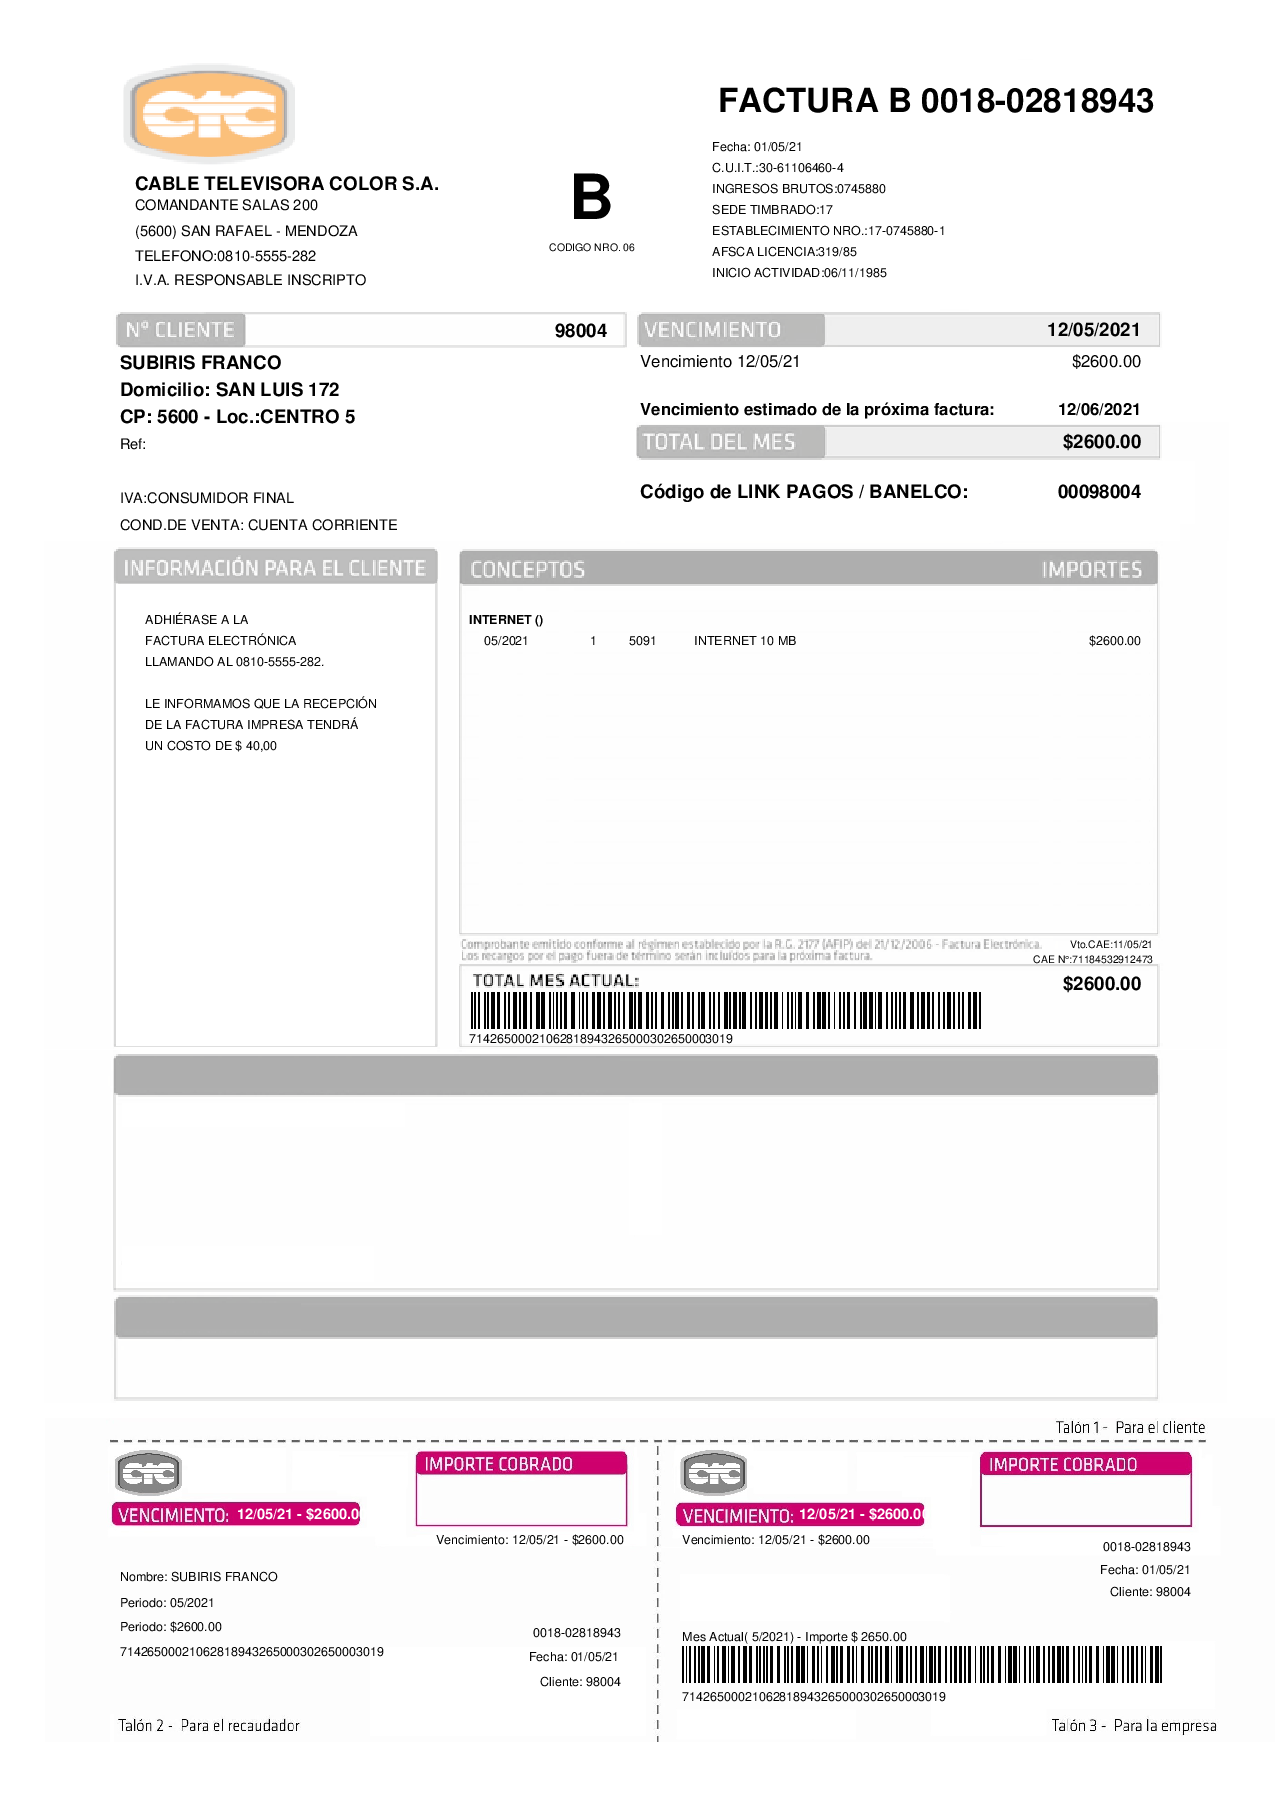 CTC
FACTURA B 0018-02818943
Fecha: 01/05/21
C.U.I.T.:30-61106460-4
INGRESOS BRUTOS:0745880
SEDE TIMBRADO:17
ESTABLECIMIENTO NRO.:17-0745880-1
AFSCA LICENCIA:319/85
INICIO ACTIVIDAD:06/11/1985
CABLE TELEVISORA COLOR S.A.
COMANDANTE SALAS 200
(5600) SAN RAFAEL - MENDOZA
TELEFONO:0810-5555-282
I.V.A. RESPONSABLE INSCRIPTO
B
CODIGO NRO. 06
Nº CLIENTE 98004
SUBIRIS FRANCO
Domicilio: SAN LUIS 172
CP: 5600 - Loc.:CENTRO 5
Ref:
IVA:CONSUMIDOR FINAL
COND.DE VENTA: CUENTA CORRIENTE
VENCIMIENTO 12/05/2021
Vencimiento 12/05/21 $2600.00
Vencimiento estimado de la próxima factura: 12/06/2021
TOTAL DEL MES $2600.00
Código de LINK PAGOS / BANELCO: 00098004
INFORMACIÓN PARA EL CLIENTE
ADHIÉRASE A LA
FACTURA ELECTRÓNICA
LLAMANDO AL 0810-5555-282.
LE INFORMAMOS QUE LA RECEPCIÓN
DE LA FACTURA IMPRESA TENDRÁ
UN COSTO DE $ 40,00
CONCEPTOS IMPORTES
INTERNET ()
05/2021 1 5091 INTERNET 10 MB $2600.00
Comprobante emitido conforme al régimen establecido por la R.G. 2177 (AFIP) del 21/12/2006 - Factura Electrónica. Vto.CAE:11/05/21
Los recargos por el pago fuera de término serán incluídos para la próxima factura. CAE Nº:71184532912473
TOTAL MES ACTUAL: $2600.00
71426500021062818943265000302650003019
Talón 1 - Para el cliente
CTC
IMPORTE COBRADO
VENCIMIENTO: 12/05/21 - $2600.0
Vencimiento: 12/05/21 - $2600.00
Nombre: SUBIRIS FRANCO
Periodo: 05/2021
Periodo: $2600.00
71426500021062818943265000302650003019
0018-02818943
Fecha: 01/05/21
Cliente: 98004
Talón 2 - Para el recaudador
CTC
IMPORTE COBRADO
VENCIMIENTO: 12/05/21 - $2600.0
Vencimiento: 12/05/21 - $2600.00
0018-02818943
Fecha: 01/05/21
Cliente: 98004
Mes Actual( 5/2021) - Importe $ 2650.00
71426500021062818943265000302650003019
Talón 3 - Para la empresa